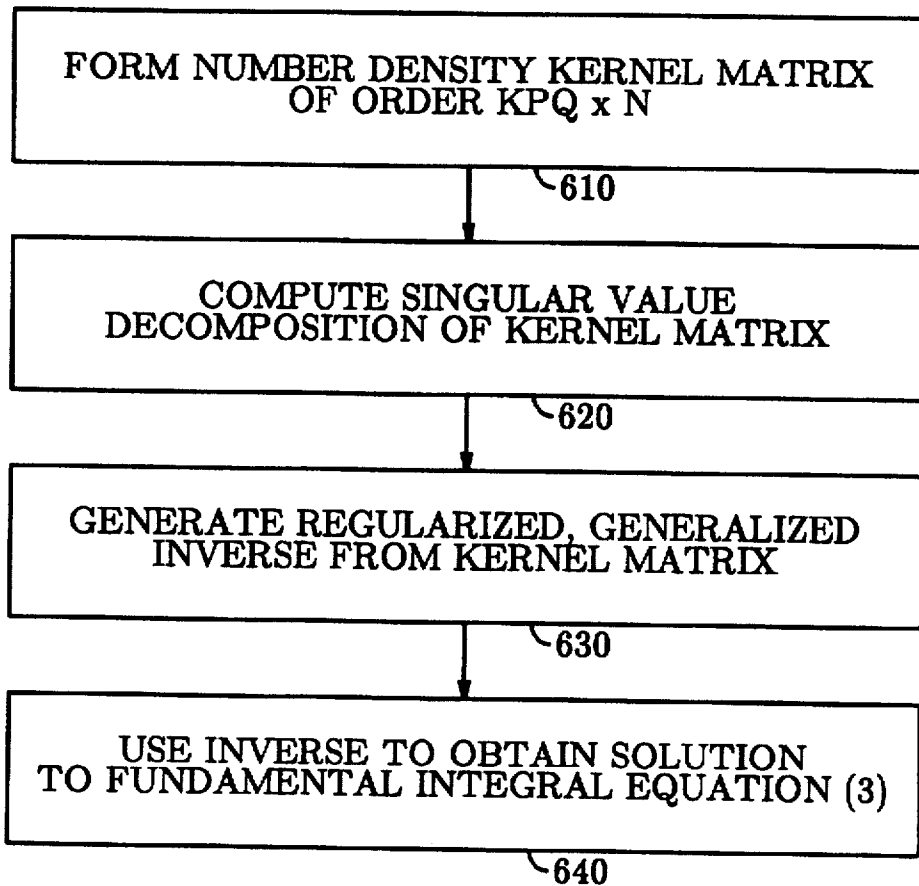 FORM NUMBER DENSITY KERNEL MATRIX
OF ORDER KPQ x N
610
COMPUTE SINGULAR VALUE
DECOMPOSITION OF KERNEL MATRIX
620
GENERATE REGULARIZED, GENERALIZED
INVERSE FROM KERNEL MATRIX
630
USE INVERSE TO OBTAIN SOLUTION
TO FUNDAMENTAL INTEGRAL EQUATION (3)
640